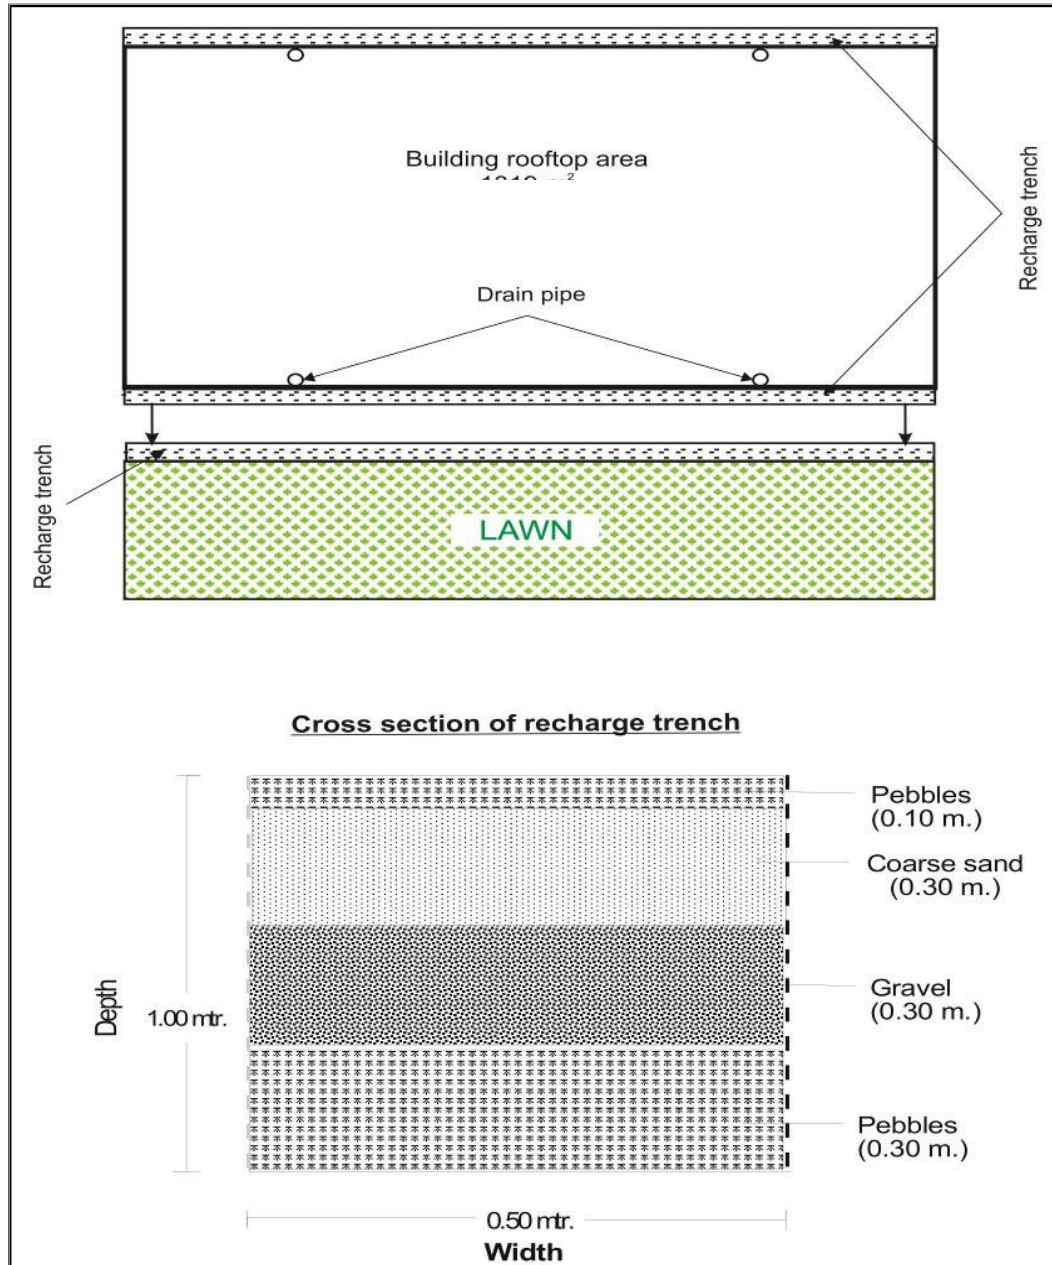 Building rooftop area
Recharge trench
Drain pipe
Recharge trench
LAWN
Cross section of recharge trench
Pebbles
(0.10 m.)
Coarse sand
(0.30 m.)
Gravel
(0.30 m.)
Depth
1.00 mtr.
Pebbles
(0.30 m.)
0.50 mtr.
Width